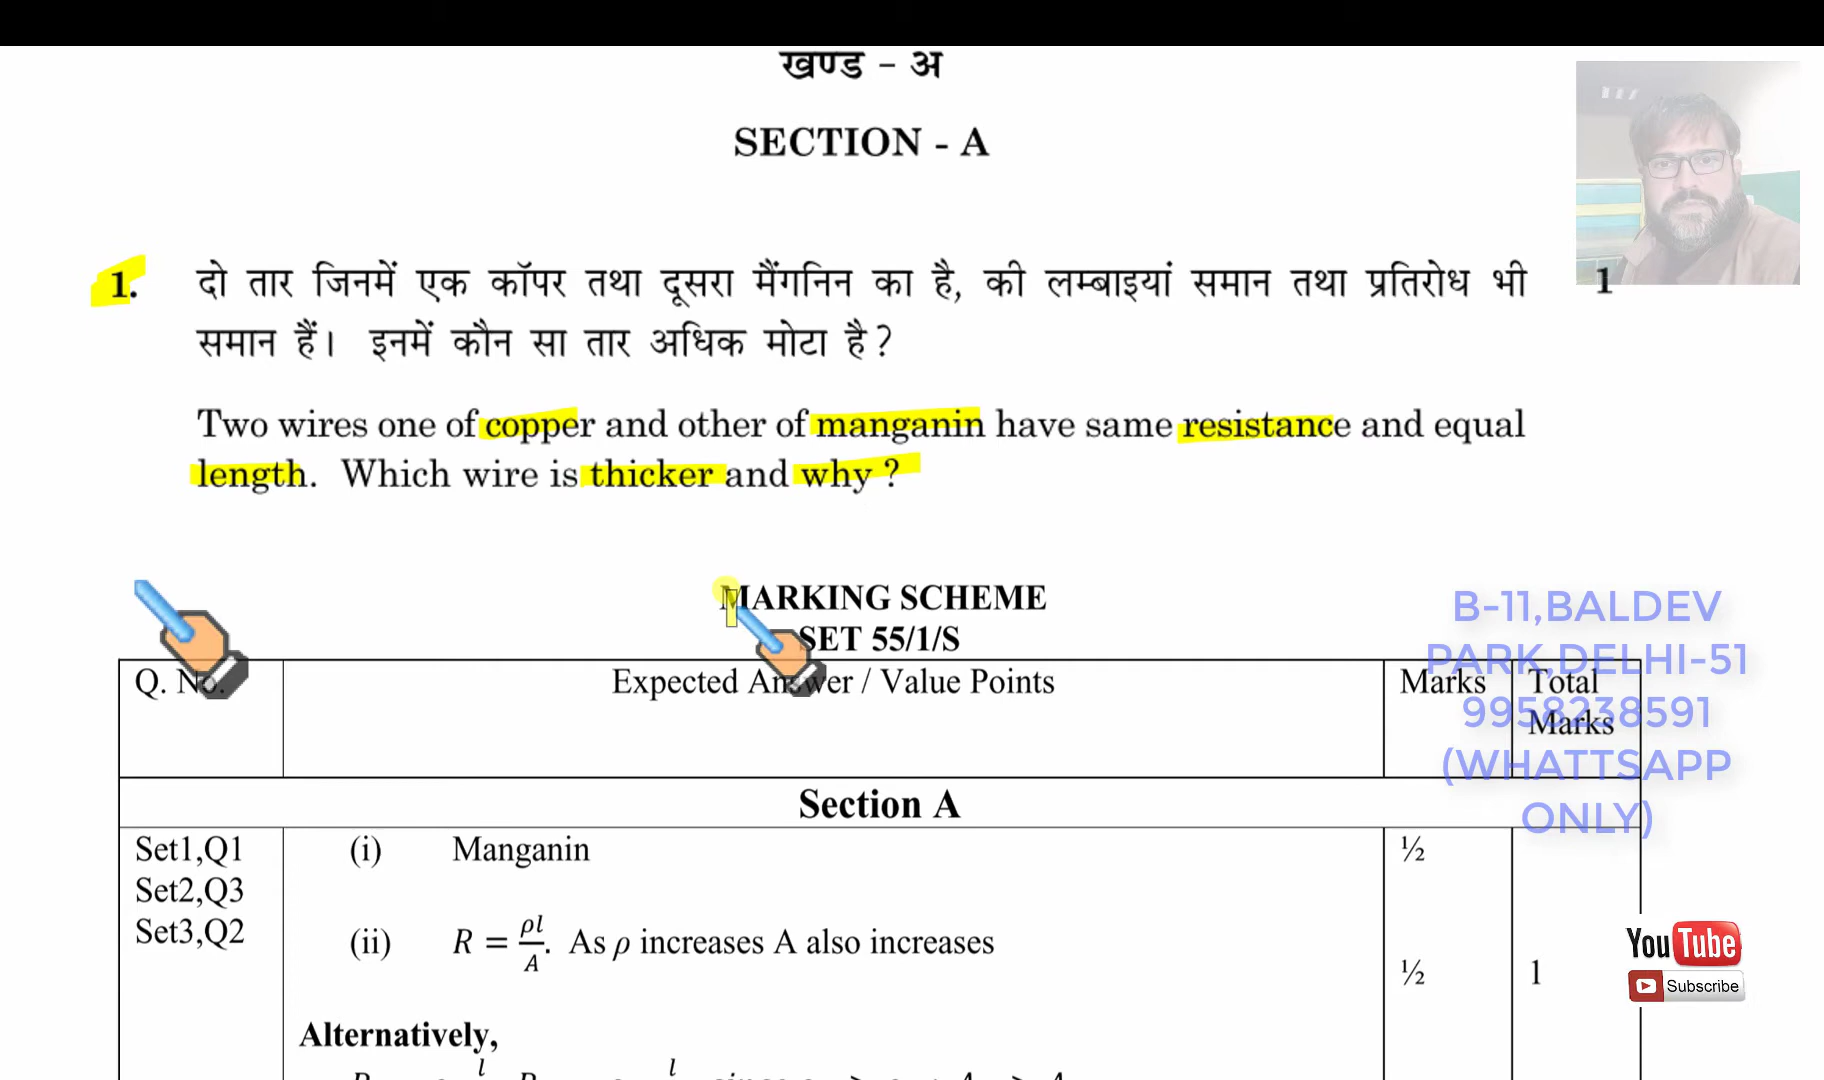 खण्ड – अ
SECTION - A
1. दो तार जिनमें एक कॉपर तथा दूसरा मैंगनिन का है, की लम्बाइयां समान तथा प्रतिरोध भी 1
समान हैं। इनमें कौन सा तार अधिक मोटा है ?
Two wires one of copper and other of manganin have same resistance and equal
length. Which wire is thicker and why ?
MARKING SCHEME
SET 55/1/S
B-11,BALDEV
PARK,DELHI-51
9958238591
(WHATTSAPP
ONLY)
Q. No. Expected Answer / Value Points Marks Total
Marks
Section A
Set1,Q1 (i) Manganin ½
Set2,Q3
Set3,Q2 (ii) R = ρl/A. As ρ increases A also increases
½ 1
YouTube
Subscribe
Alternatively,